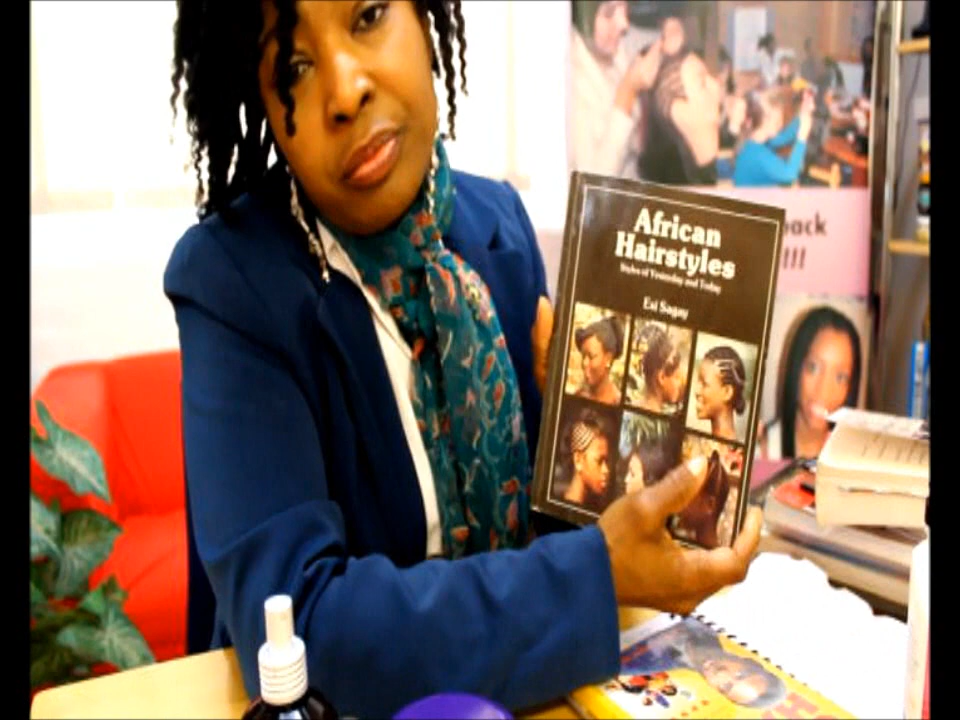 African
Hairstyles
Styles of Yesterday and Today
Esi Sagay
back
!!!